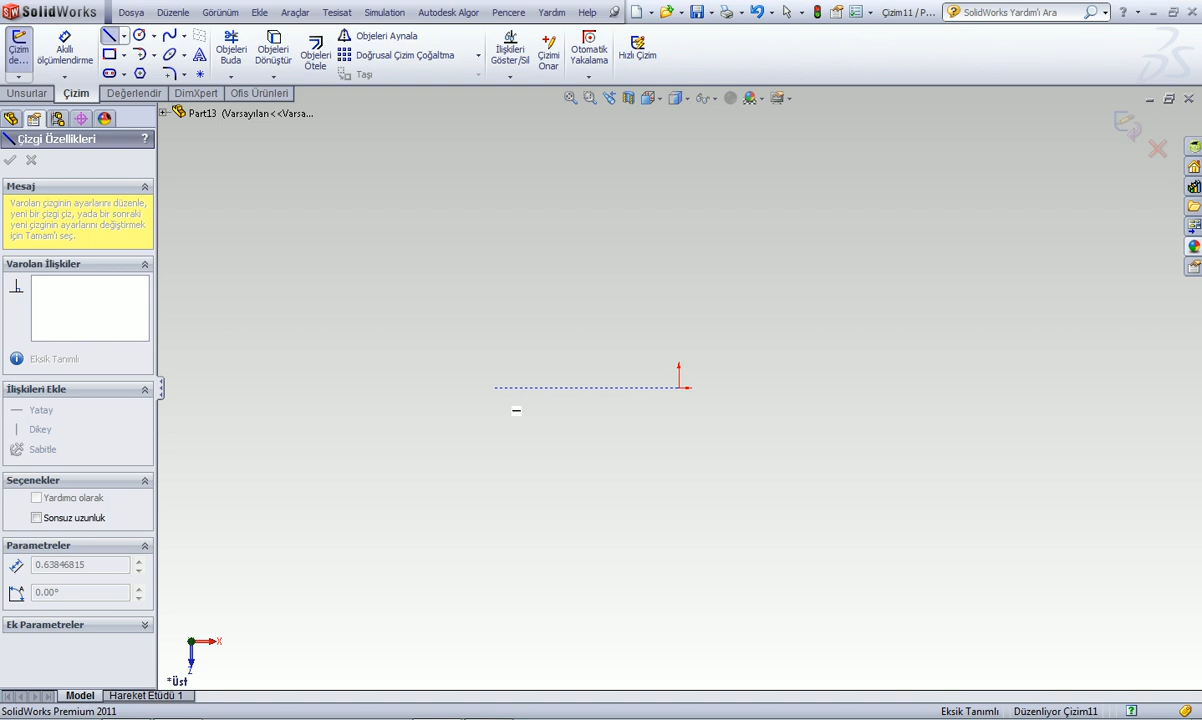 SolidWorks Dosya Düzenle Görünüm Ekle Araçlar Tesisat Simulation Autodesk Algor Pencere Yardım Help Çizim11 / P... SolidWorks Yardım'ı Ara
Çizim de... Akıllı ölçümlendirme Objeleri Buda Objeleri Dönüştür Objeleri Ötele Objeleri Aynala Doğrusal Çizim Çoğaltma Taşı İlişkileri Göster/Sil Çizimi Onar Otomatik Yakalama Hızlı Çizim
Unsurlar Çizim Değerlendir DimXpert Ofis Ürünleri
Part13 (Varsayılan<<Varsa...
Çizgi Özellikleri ?
Mesaj
Varolan çizginin ayarlarını düzenle,
yeni bir çizgi çiz, yada bir sonraki
yeni çizginin ayarlarını değiştirmek
için Tamam'ı seç.
Varolan İlişkiler
Eksik Tanımlı
İlişkileri Ekle
Yatay
Dikey
Sabitle
Seçenekler
Yardımcı olarak
Sonsuz uzunluk
Parametreler
0.63846815
0.00°
Ek Parametreler
X
Z
*Üst
Model Hareket Etüdü 1
SolidWorks Premium 2011 Eksik Tanımlı Düzenliyor Çizim11